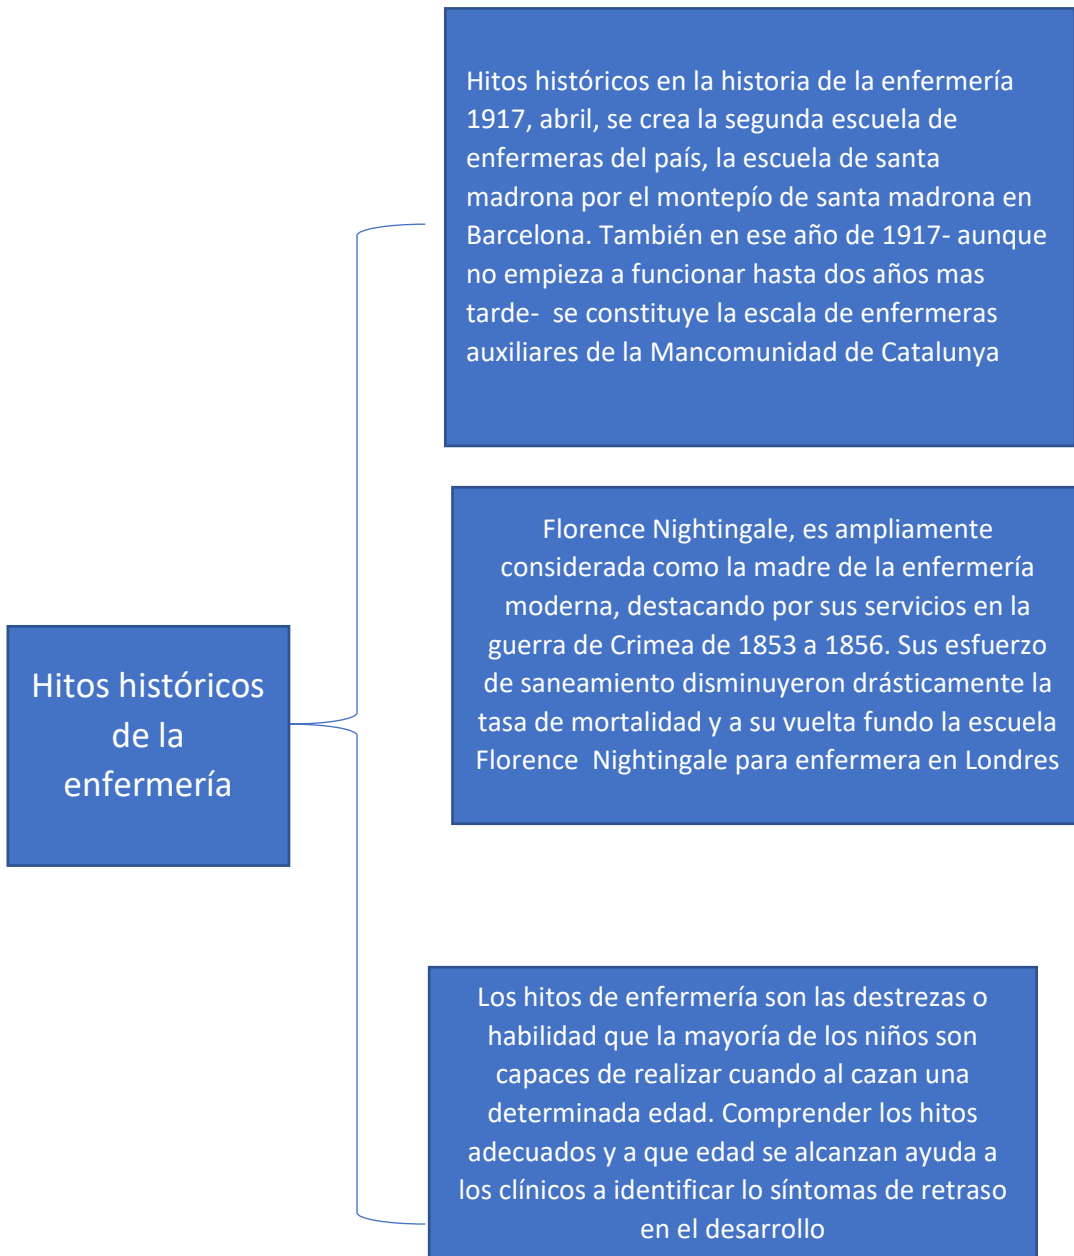 Hitos históricos en la historia de la enfermería
1917, abril, se crea la segunda escuela de
enfermeras del país, la escuela de santa
madrona por el montepío de santa madrona en
Barcelona. También en ese año de 1917- aunque
no empieza a funcionar hasta dos años mas
tarde- se constituye la escala de enfermeras
auxiliares de la Mancomunidad de Catalunya
Florence Nightingale, es ampliamente
considerada como la madre de la enfermería
moderna, destacando por sus servicios en la
guerra de Crimea de 1853 a 1856. Sus esfuerzo
de saneamiento disminuyeron drásticamente la
tasa de mortalidad y a su vuelta fundo la escuela
Florence Nightingale para enfermera en Londres
Hitos históricos
de la
enfermería
Los hitos de enfermería son las destrezas o
habilidad que la mayoría de los niños son
capaces de realizar cuando al cazan una
determinada edad. Comprender los hitos
adecuados y a que edad se alcanzan ayuda a
los clínicos a identificar lo síntomas de retraso
en el desarrollo